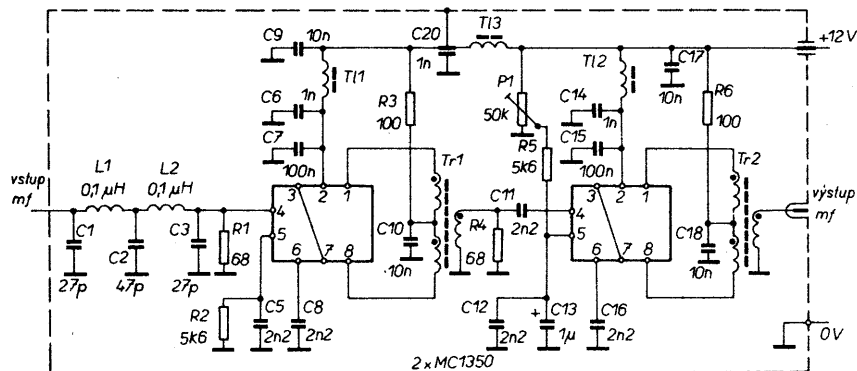 C9 10n C20 Tl3 +12V
1n C17
Tl1 Tl2
P1
C6 1n R3 C14 R6
100 50k 1n 10n 100
C7 R5 C15
100n 5k6 100n
L1 L2 Tr1 Tr2
0,1 µH 0,1 µH
vstup
mf
3 2 1
4
5
6 7 8
C11
2n2
3 2 1
4
5
6 7 8
výstup
mf
C1 C2 C3 R1 C10 R4 C18
27p 47p 27p 68 10n 68 10n
R2 C5 C8 C12 + C13 C16
5k6 2n2 2n2 2n2 1µ 2n2
0V
2xMC1350